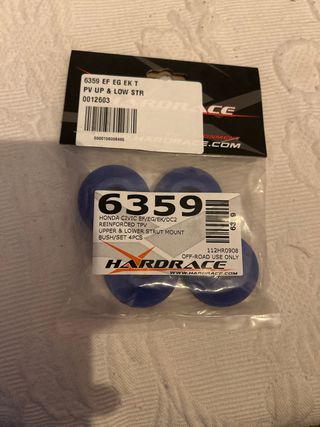 6359 EF EG EK T
PV UP & LOW STR
0012603
HARDRACE
.COM
6359
HONDA CIVIC EF/EG/EK/DC2
REINFORCED TPV
UPPER & LOWER STRUT MOUNT
BUSH/SET 4PCS
112HR0908
OFF-ROAD USE ONLY
HARDRACE
WWW.HARDRACE.COM